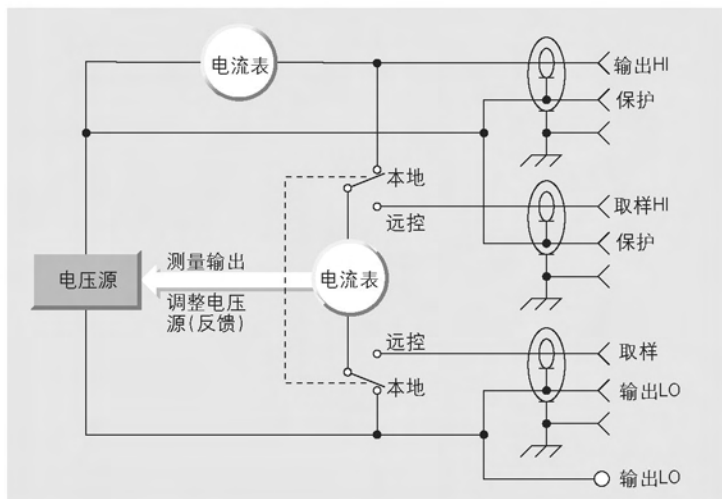 电流表
输出HI
保护
本地
远控
取样HI
保护
电压源
测量输出
调整电压
源(反馈)
电流表
远控
本地
取样
输出LO
输出LO